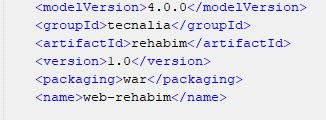 <modelVersion>4.0.0</modelVersion>
<groupId>tecnalia</groupId>
<artifactId>rehabim</artifactId>
<version>1.0</version>
<packaging>war</packaging>
<name>web-rehabim</name>